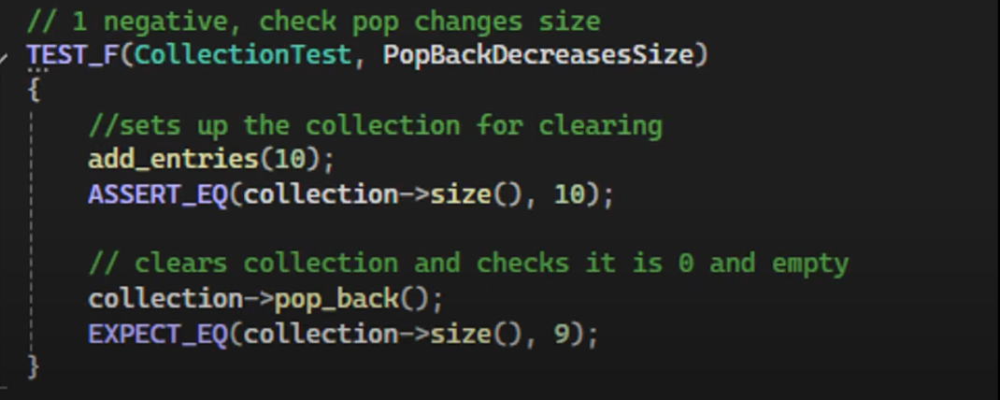 // 1 negative, check pop changes size
TEST_F(CollectionTest, PopBackDecreasesSize)
{
//sets up the collection for clearing
add_entries(10);
ASSERT_EQ(collection->size(), 10);
// clears collection and checks it is 0 and empty
collection->pop_back();
EXPECT_EQ(collection->size(), 9);
}